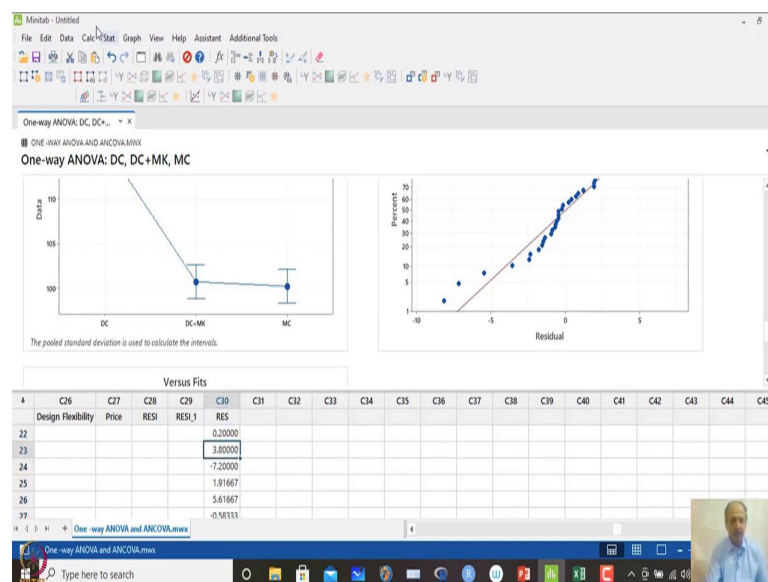 Minitab - Untitled
File Edit Data Calc Stat Graph View Help Assistant Additional Tools
One-way ANOVA: DC, DC+...
ONE -WAY ANOVA AND ANCOVA.MWX
One-way ANOVA: DC, DC+MK, MC
110
105
100
Data
DC DC+MK MC
The pooled standard deviation is used to calculate the intervals.
70
60
50
40
30
20
10
5
1
Percent
-10 -5 0 5
Residual
Versus Fits
C26 C27 C28 C29 C30 C31 C32 C33 C34 C35 C36 C37 C38 C39 C40 C41 C42 C43 C44 C45
Design Flexibility Price RESI RESI_1 RES
22 0.20000
23 3.80000
24 -7.20000
25 1.91667
26 5.61667
27 -0.58333
One -way ANOVA and ANCOVA.mwx
One -way ANOVA and ANCOVA.mwx
Type here to search